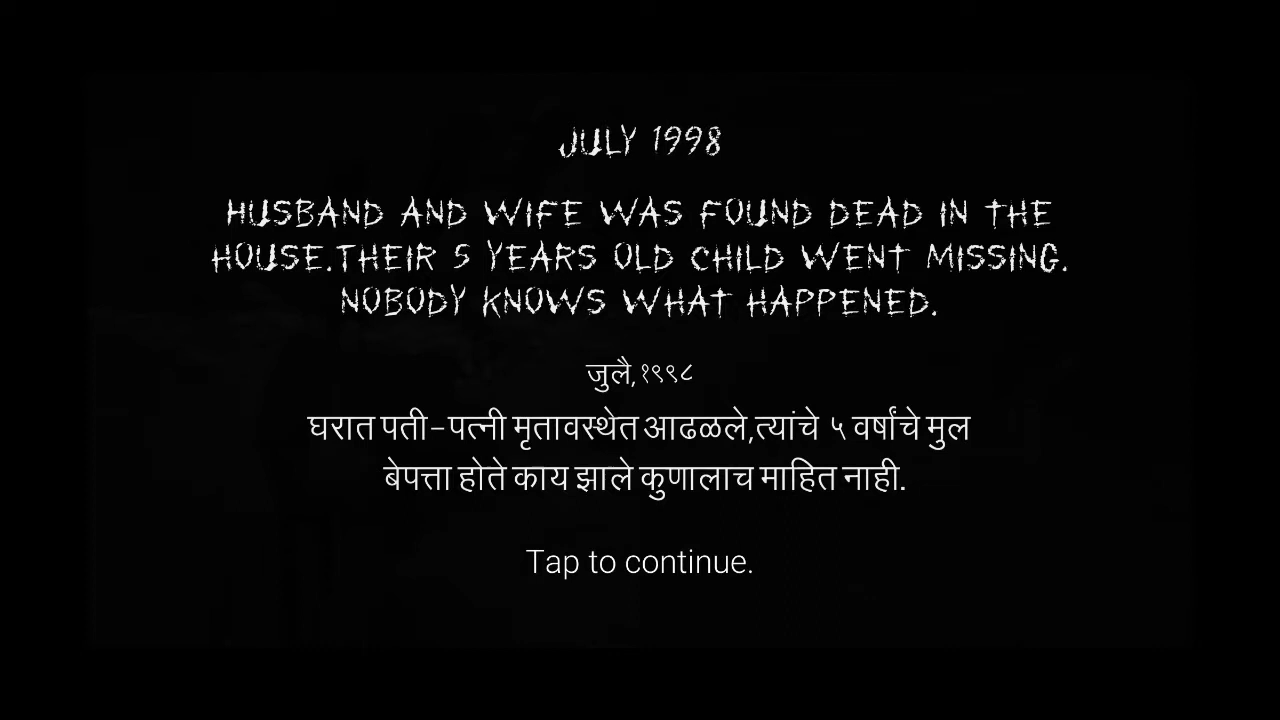 JULY 1998
HUSBAND AND WIFE WAS FOUND DEAD IN THE
HOUSE.THEIR 5 YEARS OLD CHILD WENT MISSING.
NOBODY KNOWS WHAT HAPPENED.
जुलै,१९९८
घरात पती-पत्नी मृतावस्थेत आढळले,त्यांचे ५ वर्षांचे मुल
बेपत्ता होते काय झाले कुणालाच माहित नाही.
Tap to continue.